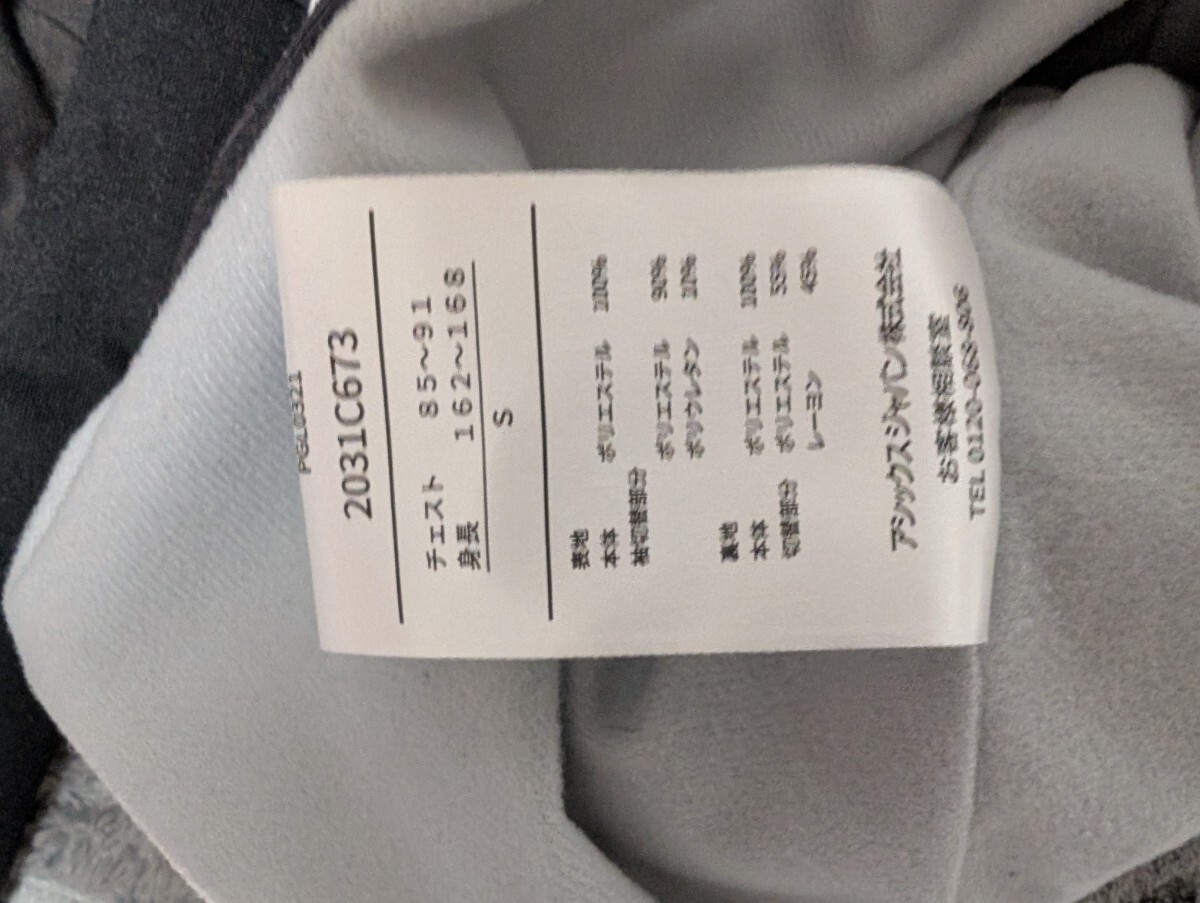 2031C673
チェスト 85〜91
身長 162〜168
S
表地
本体 ポリエステル 100%
袖切替部分
ポリエステル 90%
ポリウレタン 10%
裏地
本体 ポリエステル 100%
切替部分 ポリエステル 55%
レーヨン 45%
アシックスジャパン株式会社
お客様相談室
TEL 0120-068-806